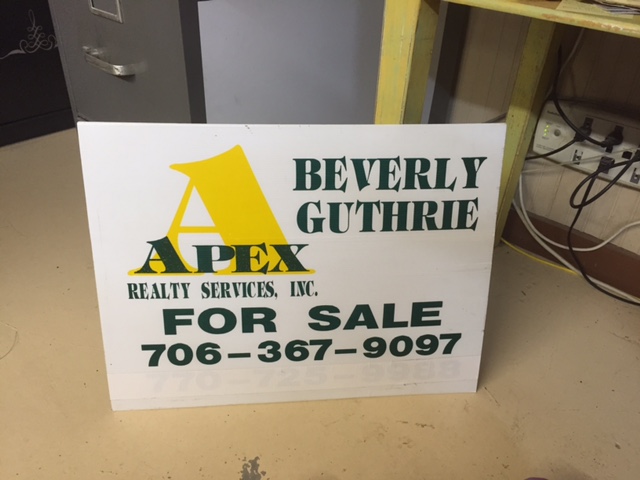 APEX
REALTY SERVICES, INC.
BEVERLY
GUTHRIE
FOR SALE
706-367-9097